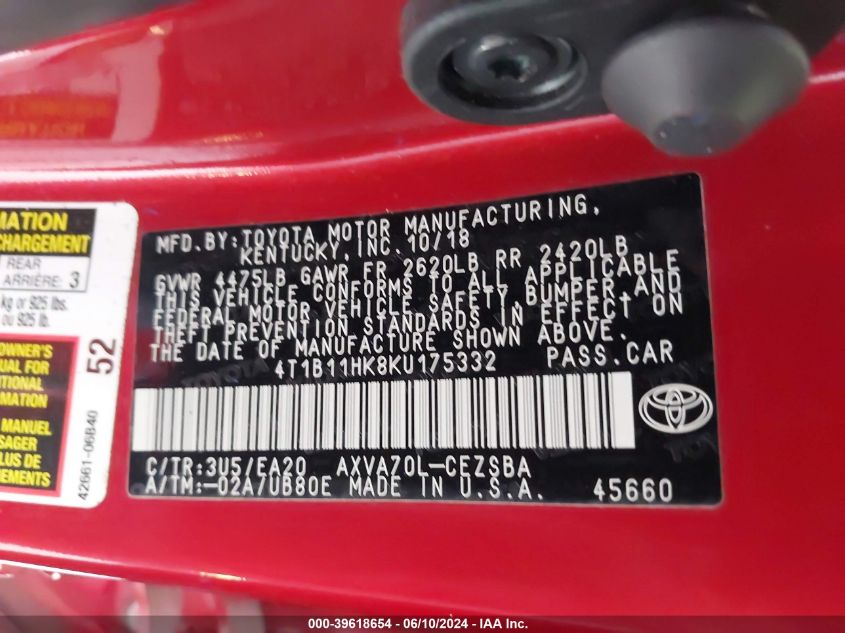 MFD.BY:TOYOTA MOTOR MANUFACTURING,
KENTUCKY, INC. 10/18
GVWR 4475LB GAWR FR 2620LB RR 2420LB
THIS VEHICLE CONFORMS TO ALL APPLICABLE
FEDERAL MOTOR VEHICLE SAFETY, BUMPER AND
THEFT PREVENTION STANDARDS IN EFFECT ON
THE DATE OF MANUFACTURE SHOWN ABOVE.
4T1B11HK8KU175332 PASS.CAR
C/TR:3U5/EA20 AXVA70L-CEZSBA
A/TM:-02A/UB80E MADE IN U.S.A. 45660
MATION
CHARGEMENT
REAR
ARRIÈRE: 3
kg or 925 lbs.
ou 925 lb.
52
OWNER'S
UAL FOR
ITIONAL
RMATION
MANUEL
SAGER
LUS DE
EMENTS
42661-06B40
000-39618654 - 06/10/2024 - IAA Inc.